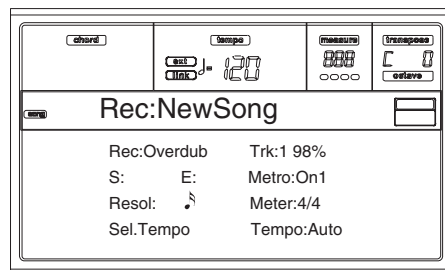 chord tempo measure transpose
ext link ♩= 120 888 C 0
octave
song Rec:NewSong
Rec:Overdub Trk:1 98%
S: E: Metro:On1
Resol: Meter:4/4
Sel.Tempo Tempo:Auto